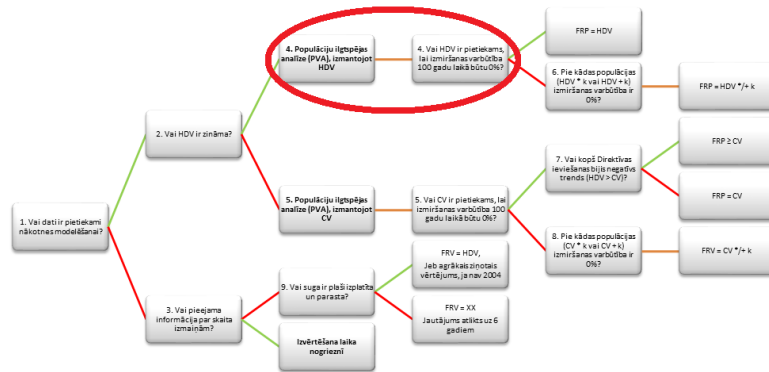 4. Populāciju ilgtspējas
analīze (PVA), izmantojot
HDV
4. Vai HDV ir pietiekams,
lai izmiršanas varbūtība
100 gadu laikā būtu 0%?
FRP = HDV
6. Pie kādas populācijas
(HDV * k vai HDV + k)
izmiršanas varbūtība ir
0%?
FRP = HDV */+ k
2. Vai HDV ir zināma?
7. Vai kopš Direktīvas
ieviešanas bijis negatīvs
trends (HDV > CV)?
FRP ≥ CV
FRP = CV
1. Vai dati ir pietiekami
nākotnes modelēšanai?
5. Populāciju ilgtspējas
analīze (PVA), izmantojot
CV
5. Vai CV ir pietiekams, lai
izmiršanas varbūtība 100
gadu laikā būtu 0%?
8. Pie kādas populācijas
(CV * k vai CV + k)
izmiršanas varbūtība ir
0%?
FRV = CV */+ k
3. Vai pieejama
informācija par skaita
izmaiņām?
9. Vai suga ir plaši izplatīta
un parasta?
FRV = HDV,
Jeb agrākais ziņotais
vērtējums, ja nav 2004
FRV = XX
Jautājums atlikts uz 6
gadiem
Izvērtēšana laika
nogrieznī